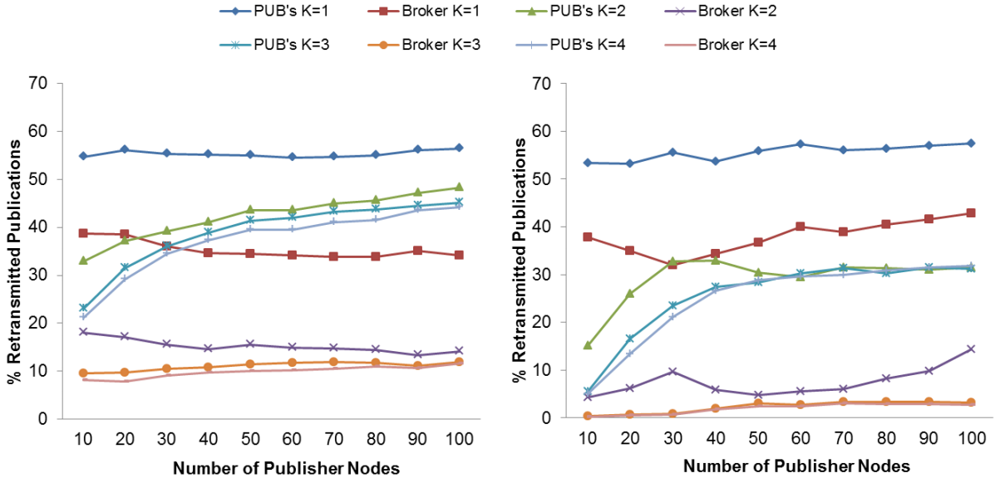 PUB's K=1 Broker K=1 PUB's K=2 Broker K=2
PUB's K=3 Broker K=3 PUB's K=4 Broker K=4
% Retransmitted Publications
70
60
50
40
30
20
10
0
10 20 30 40 50 60 70 80 90 100
Number of Publisher Nodes
% Retransmitted Publications
70
60
50
40
30
20
10
0
10 20 30 40 50 60 70 80 90 100
Number of Publisher Nodes